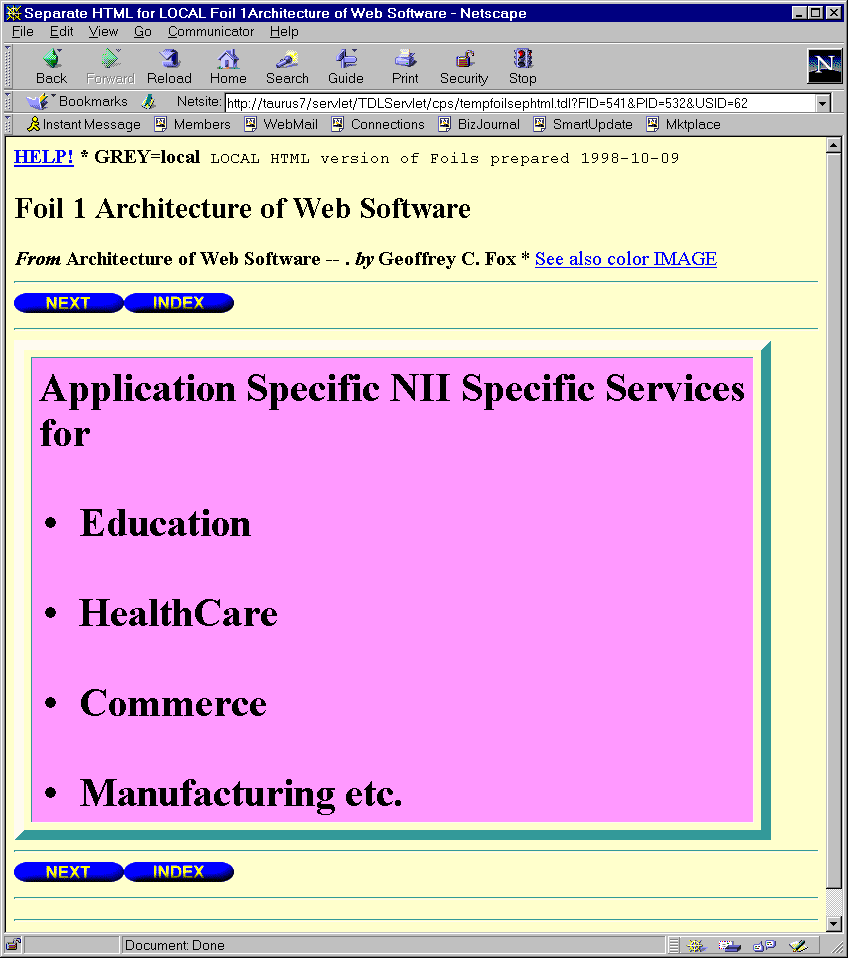 Separate HTML for LOCAL Foil 1Architecture of Web Software - Netscape
File Edit View Go Communicator Help
Back Forward Reload Home Search Guide Print Security Stop
Bookmarks Netsite: http://taurus7/servlet/TDLServlet/cps/tempfoilsephtml.tdl?FID=541&PID=532&USID=62
Instant Message Members WebMail Connections BizJournal SmartUpdate Mktplace
HELP! * GREY=local LOCAL HTML version of Foils prepared 1998-10-09
Foil 1 Architecture of Web Software
From Architecture of Web Software -- . by Geoffrey C. Fox * See also color IMAGE
NEXT INDEX
Application Specific NII Specific Services
for
• Education
• HealthCare
• Commerce
• Manufacturing etc.
NEXT INDEX
Document: Done